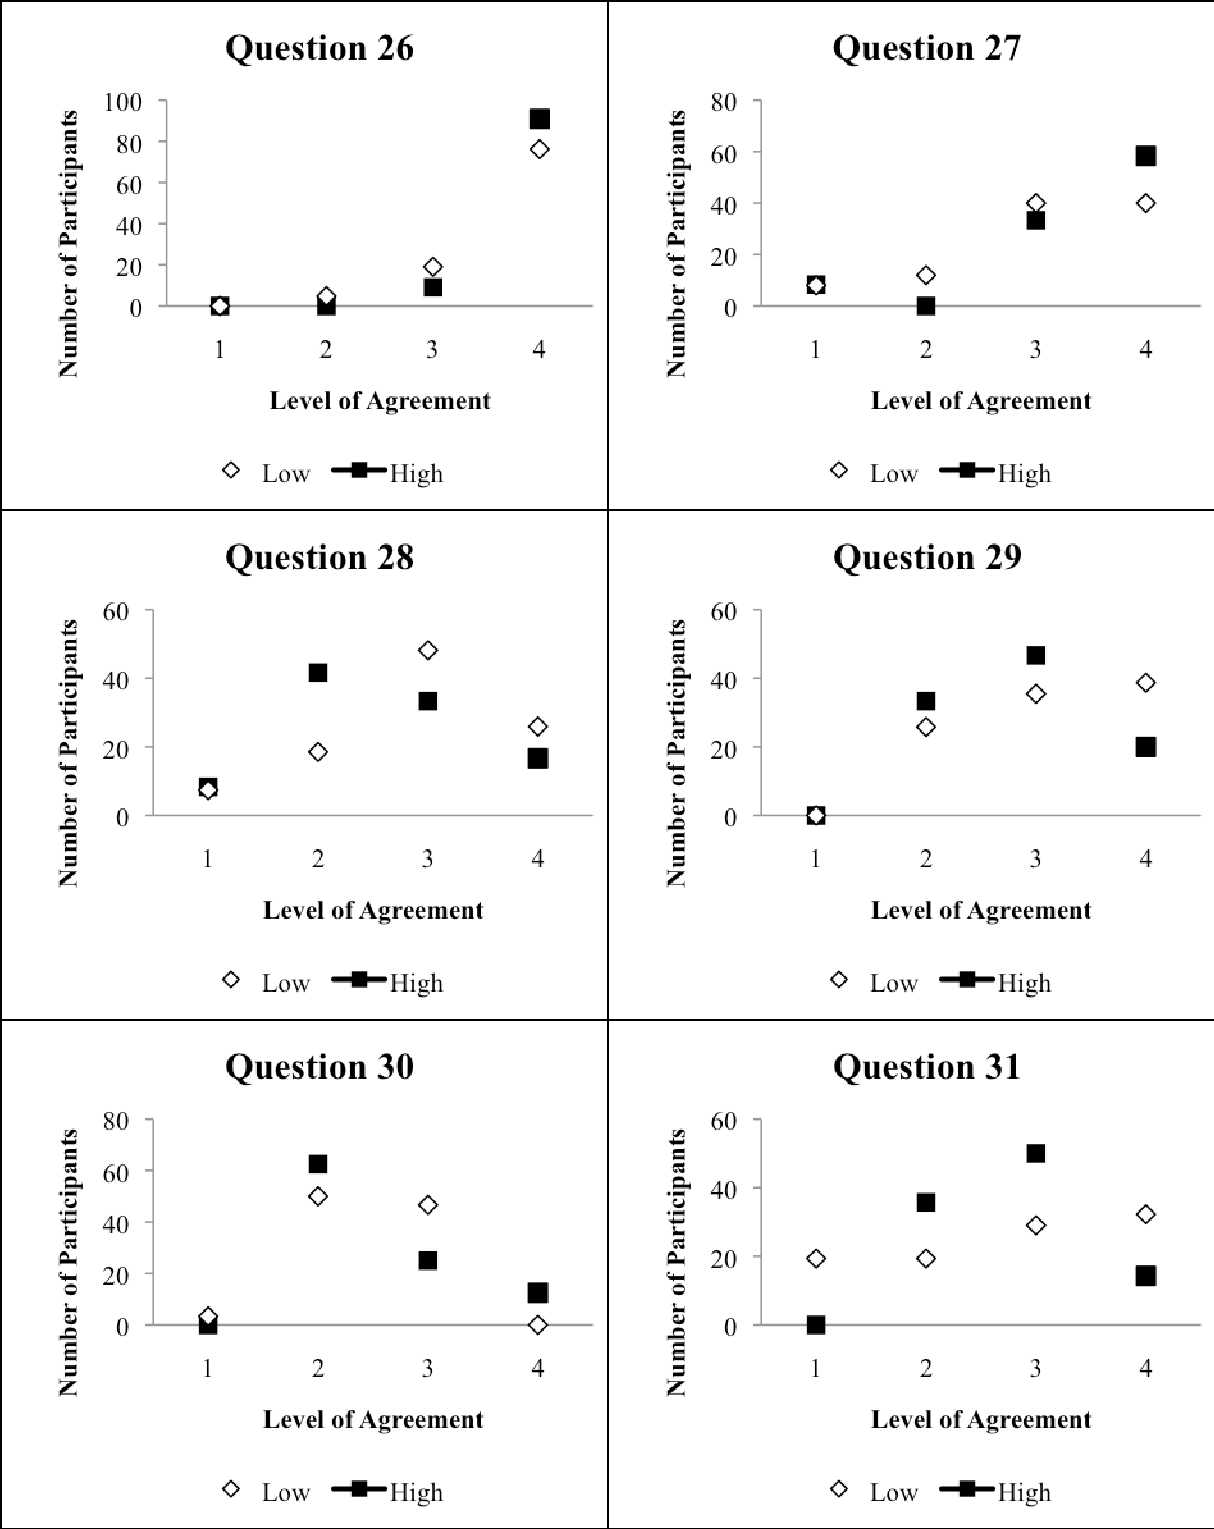 Question 26
Number of Participants
100
80
60
40
20
0
1 2 3 4
Level of Agreement
Low High
Question 27
Number of Participants
80
60
40
20
0
1 2 3 4
Level of Agreement
Low High
Question 28
Number of Participants
60
40
20
0
1 2 3 4
Level of Agreement
Low High
Question 29
Number of Participants
60
40
20
0
1 2 3 4
Level of Agreement
Low High
Question 30
Number of Participants
80
60
40
20
0
1 2 3 4
Level of Agreement
Low High
Question 31
Number of Participants
60
40
20
0
1 2 3 4
Level of Agreement
Low High